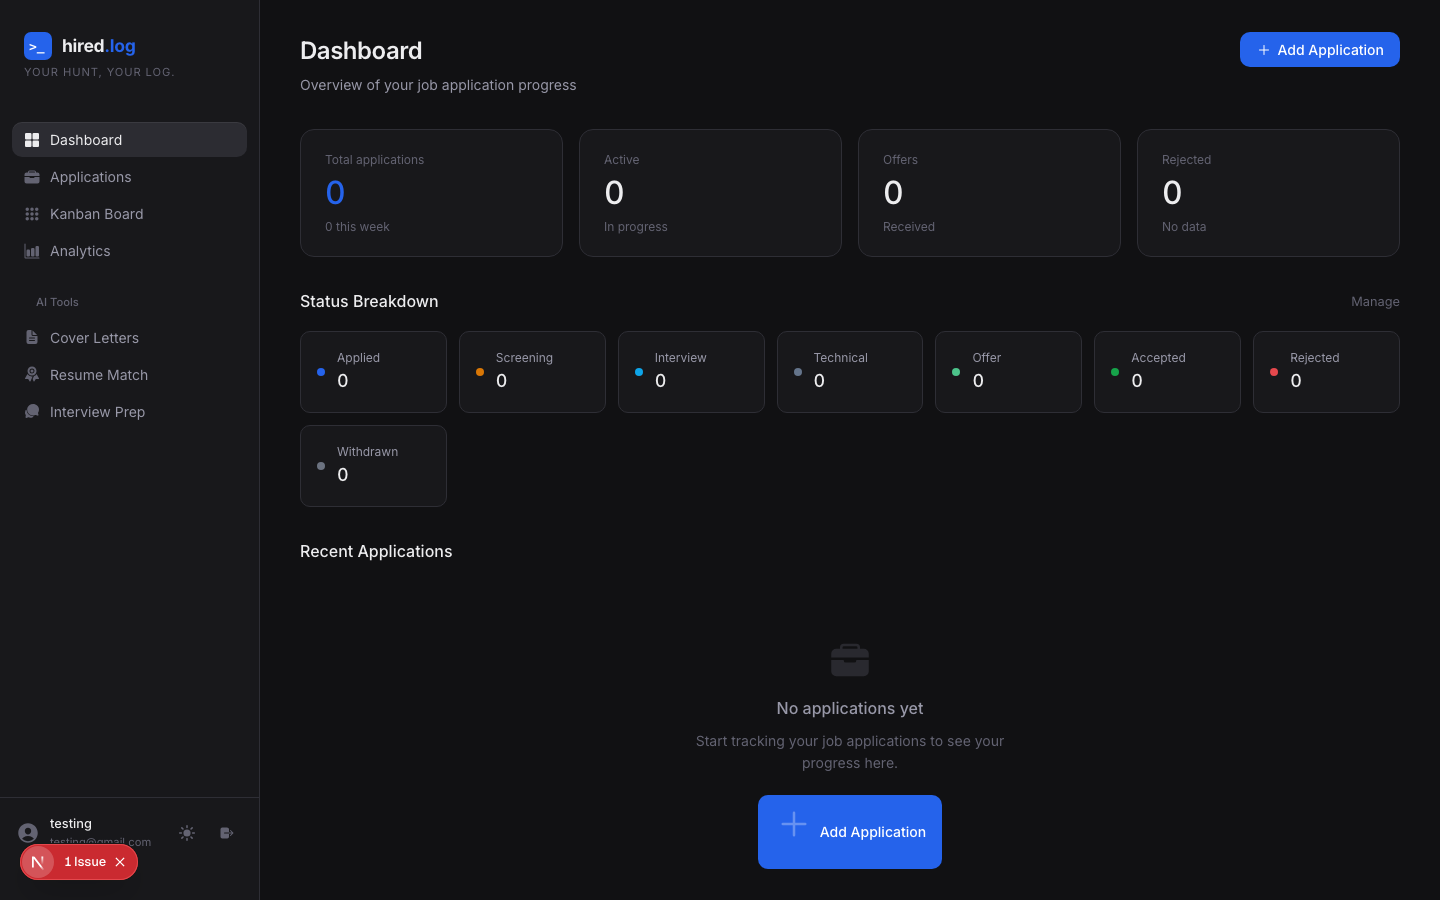 >_ hired.log
YOUR HUNT, YOUR LOG.
Dashboard
Applications
Kanban Board
Analytics
AI Tools
Cover Letters
Resume Match
Interview Prep
testing
testing@gmail.com
N 1 Issue
Dashboard
Overview of your job application progress
Add Application
Total applications
0
0 this week
Active
0
In progress
Offers
0
Received
Rejected
0
No data
Status Breakdown
Manage
Applied
0
Screening
0
Interview
0
Technical
0
Offer
0
Accepted
0
Rejected
0
Withdrawn
0
Recent Applications
No applications yet
Start tracking your job applications to see your
progress here.
Add Application